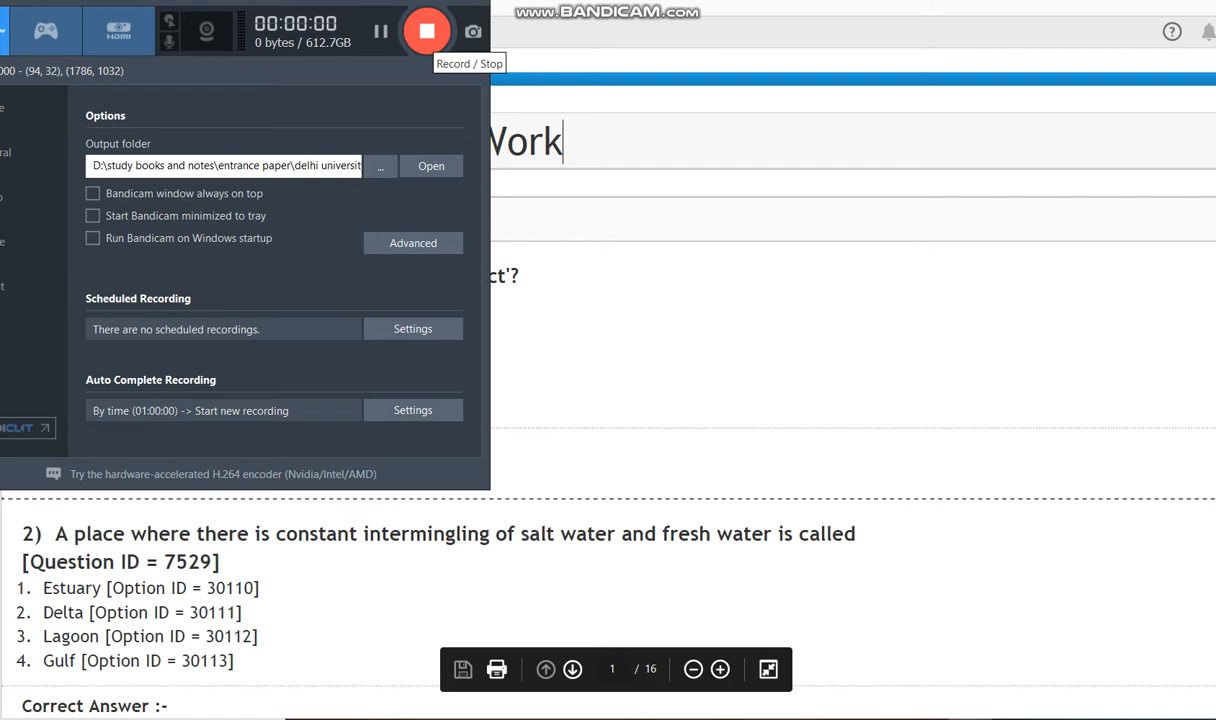 www.BANDICAM.com
HDMI
00:00:00
0 bytes / 612.7GB
Record / Stop
000 - (94, 32), (1786, 1032)
Options
Output folder
D:\study books and notes\entrance paper\delhi universit
...
Open
Bandicam window always on top
Start Bandicam minimized to tray
Run Bandicam on Windows startup
Advanced
Scheduled Recording
There are no scheduled recordings.
Settings
Auto Complete Recording
By time (01:00:00) -> Start new recording
Settings
Try the hardware-accelerated H.264 encoder (Nvidia/Intel/AMD)
Work
ct'?
2) A place where there is constant intermingling of salt water and fresh water is called
[Question ID = 7529]
1. Estuary [Option ID = 30110]
2. Delta [Option ID = 30111]
3. Lagoon [Option ID = 30112]
4. Gulf [Option ID = 30113]
1 / 16
Correct Answer :-